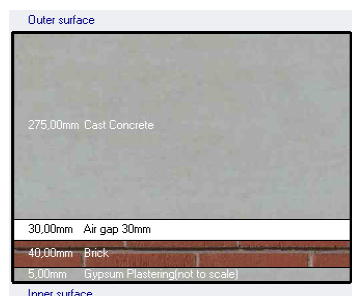 Outer surface
275,00mm Cast Concrete
30,00mm Air gap 30mm
40,00mm Brick
5,00mm Gypsum Plastering(not to scale)
Inner surface